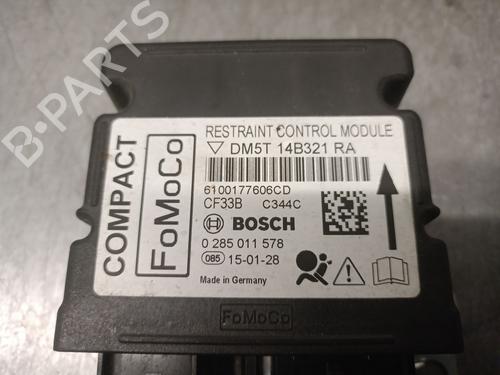 COMPACT
FoMoCo
RESTRAINT CONTROL MODULE
DM5T 14B321 RA
6100177606CD
CF33B C344C
BOSCH
0 285 011 578
085 15-01-28
Made in Germany
FoMoCo
B-PARTS